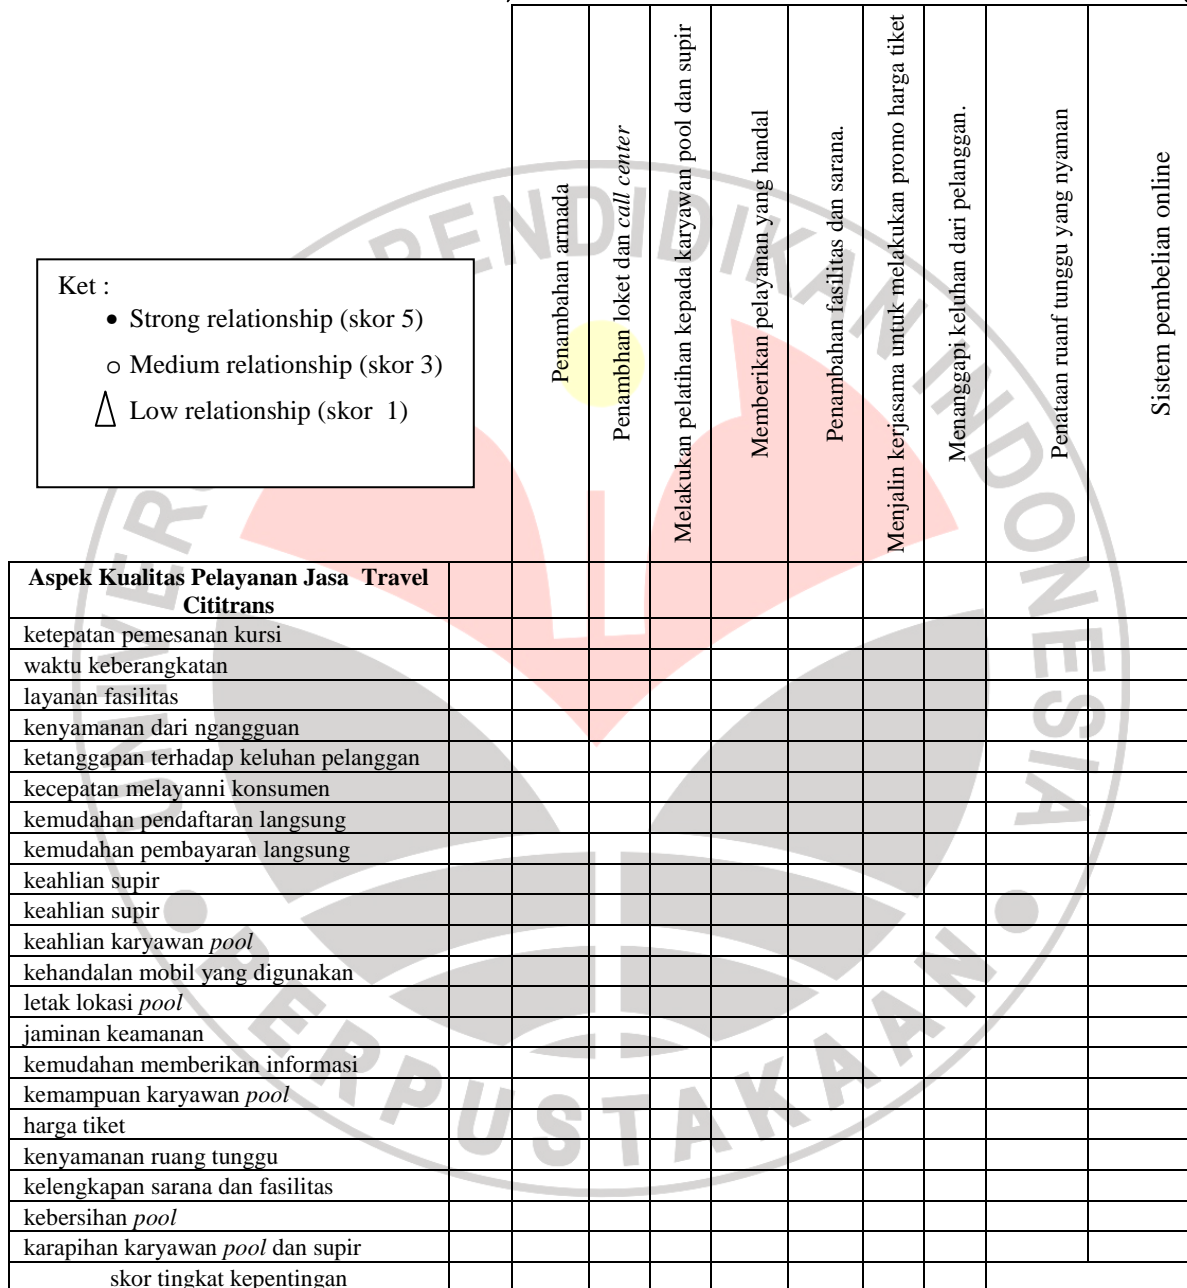 Penambahan armada
Penambhan loket dan call center
Melakukan pelatihan kepada karyawan pool dan supir
Memberikan pelayanan yang handal
Penambahan fasilitas dan sarana.
Menjalin kerjasama untuk melakukan promo harga tiket
Menanggapi keluhan dari pelanggan.
Penataan ruanf tunggu yang nyaman
Sistem pembelian online
Ket :
• Strong relationship (skor 5)
o Medium relationship (skor 3)
△ Low relationship (skor 1)
Aspek Kualitas Pelayanan Jasa Travel
Cititrans
ketepatan pemesanan kursi
waktu keberangkatan
layanan fasilitas
kenyamanan dari ngangguan
ketanggapan terhadap keluhan pelanggan
kecepatan melayanni konsumen
kemudahan pendaftaran langsung
kemudahan pembayaran langsung
keahlian supir
keahlian supir
keahlian karyawan pool
kehandalan mobil yang digunakan
letak lokasi pool
jaminan keamanan
kemudahan memberikan informasi
kemampuan karyawan pool
harga tiket
kenyamanan ruang tunggu
kelengkapan sarana dan fasilitas
kebersihan pool
karapihan karyawan pool dan supir
skor tingkat kepentingan
UNIVERSITAS PENDIDIKAN INDONESIA
PERPUSTAKAAN